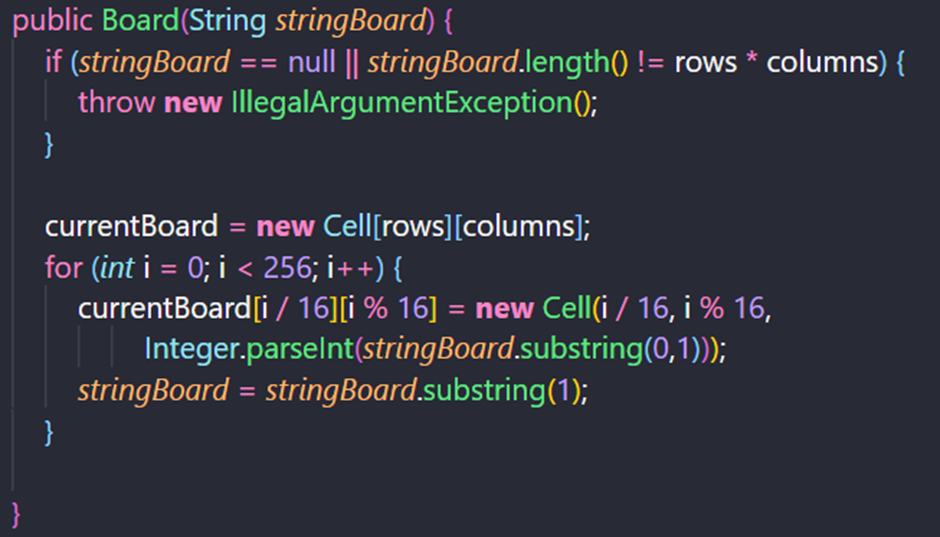 public Board(String stringBoard) {
if (stringBoard == null || stringBoard.length() != rows * columns) {
throw new IllegalArgumentException();
}
currentBoard = new Cell[rows][columns];
for (int i = 0; i < 256; i++) {
currentBoard[i / 16][i % 16] = new Cell(i / 16, i % 16,
Integer.parseInt(stringBoard.substring(0,1)));
stringBoard = stringBoard.substring(1);
}
}